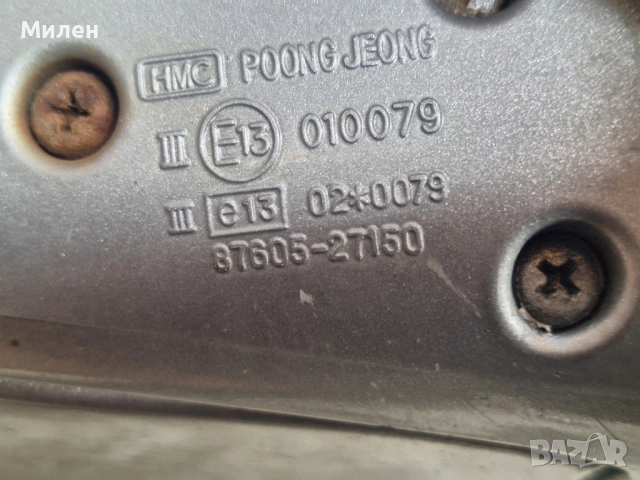 Милен
HMC POONG JEONG
III E13 010079
III e13 02*0079
87605-27150
BAZAR